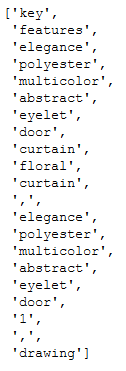 ['key',
'features',
'elegance',
'polyester',
'multicolor',
'abstract',
'eyelet',
'door',
'curtain',
'floral',
'curtain',
',',
'elegance',
'polyester',
'multicolor',
'abstract',
'eyelet',
'door',
'1',
',',
'drawing']